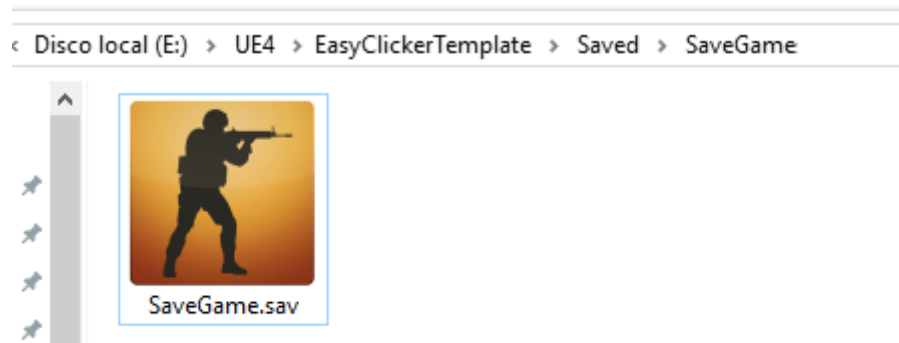 ‹ Disco local (E:) › UE4 › EasyClickerTemplate › Saved › SaveGame
SaveGame.sav